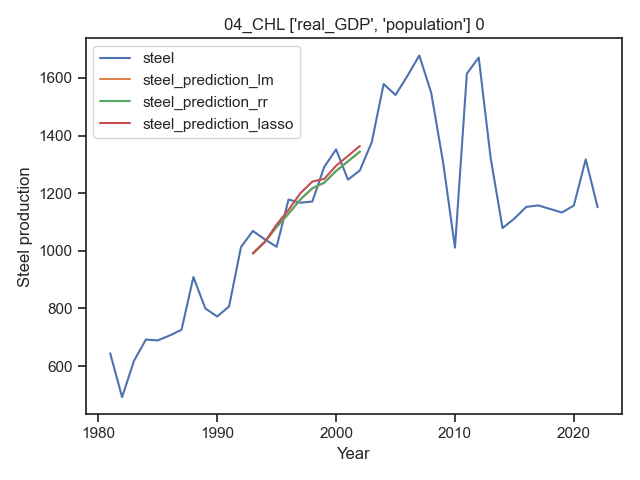 04_CHL ['real_GDP', 'population'] 0
steel
steel_prediction_lm
steel_prediction_rr
steel_prediction_lasso
Steel production
1600
1400
1200
1000
800
600
1980
1990
2000
2010
2020
Year